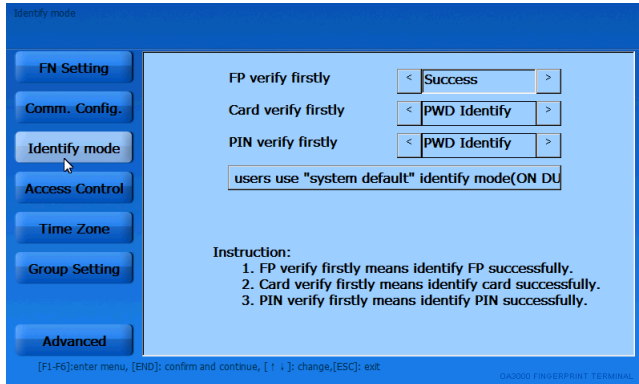 Identify mode
FN Setting
Comm. Config.
Identify mode
Access Control
Time Zone
Group Setting
Advanced
FP verify firstly < Success >
Card verify firstly < PWD Identify >
PIN verify firstly < PWD Identify >
users use "system default" identify mode(ON DU
Instruction:
1. FP verify firstly means identify FP successfully.
2. Card verify firstly means identify card successfully.
3. PIN verify firstly means identify PIN successfully.
[F1-F6]:enter menu, [END]: confirm and continue, [ ↑ ↓ ]: change,[ESC]: exit
OA3000 FINGERPRINT TERMINAL